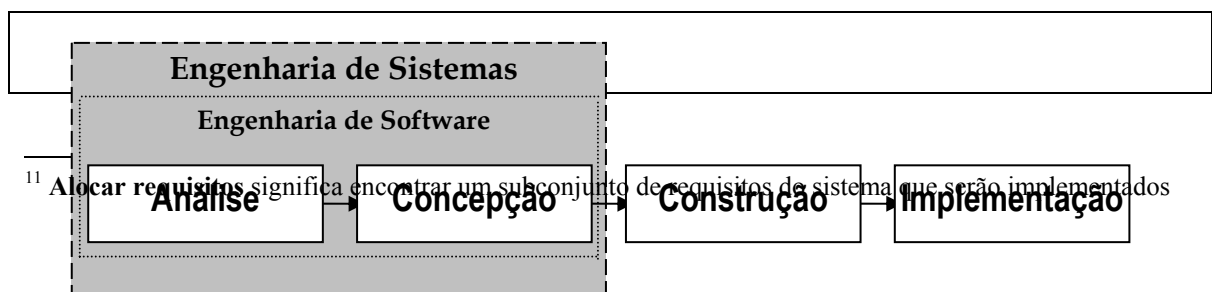 Engenharia de Sistemas
Engenharia de Software
11 Alocar requisitos significa encontrar um subconjunto de requisitos do sistema que serão implementados
Análise Concepção Construção Implementação